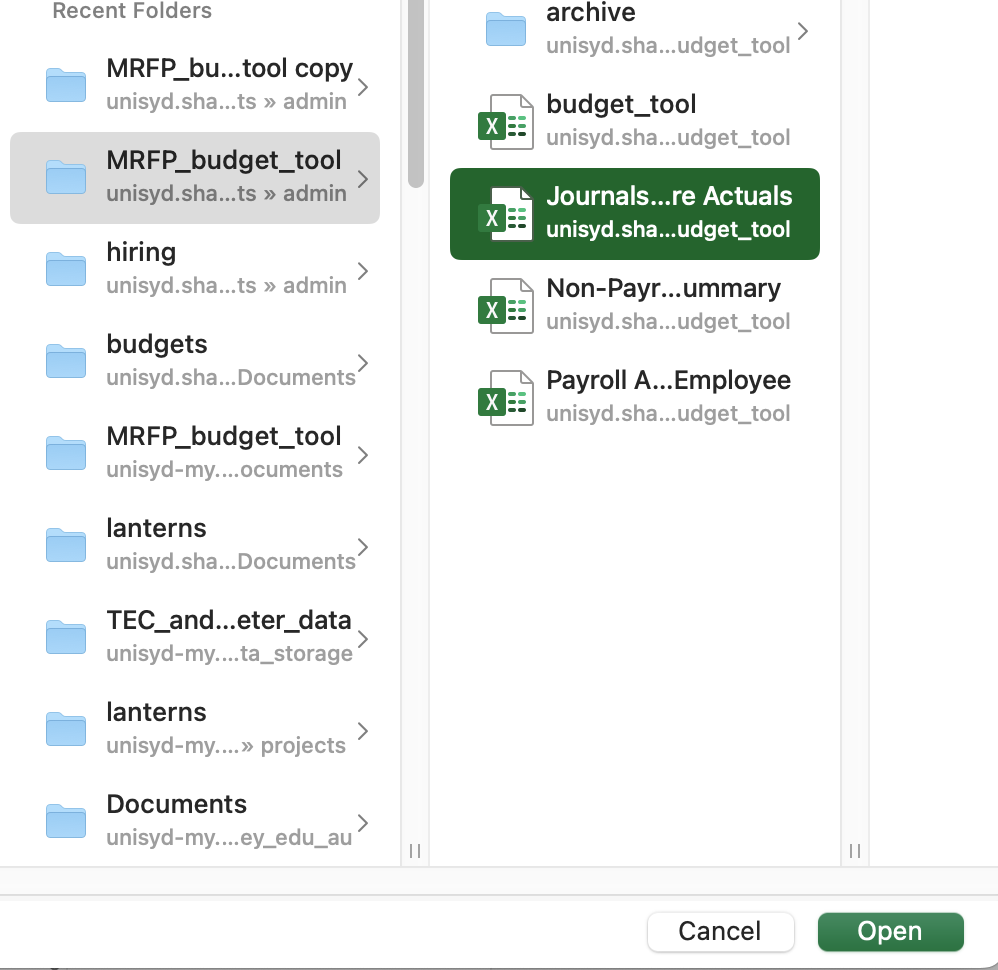 Recent Folders
MRFP_bu...tool copy
unisyd.sha...ts » admin
MRFP_budget_tool
unisyd.sha...ts » admin
hiring
unisyd.sha...ts » admin
budgets
unisyd.sha...Documents
MRFP_budget_tool
unisyd-my....ocuments
lanterns
unisyd.sha...Documents
TEC_and...eter_data
unisyd-my....ta_storage
lanterns
unisyd-my....» projects
Documents
unisyd-my....ey_edu_au
archive
unisyd.sha...udget_tool
X
budget_tool
unisyd.sha...udget_tool
X
Journals...re Actuals
unisyd.sha...udget_tool
X
Non-Payr...ummary
unisyd.sha...udget_tool
X
Payroll A...Employee
unisyd.sha...udget_tool
Cancel
Open